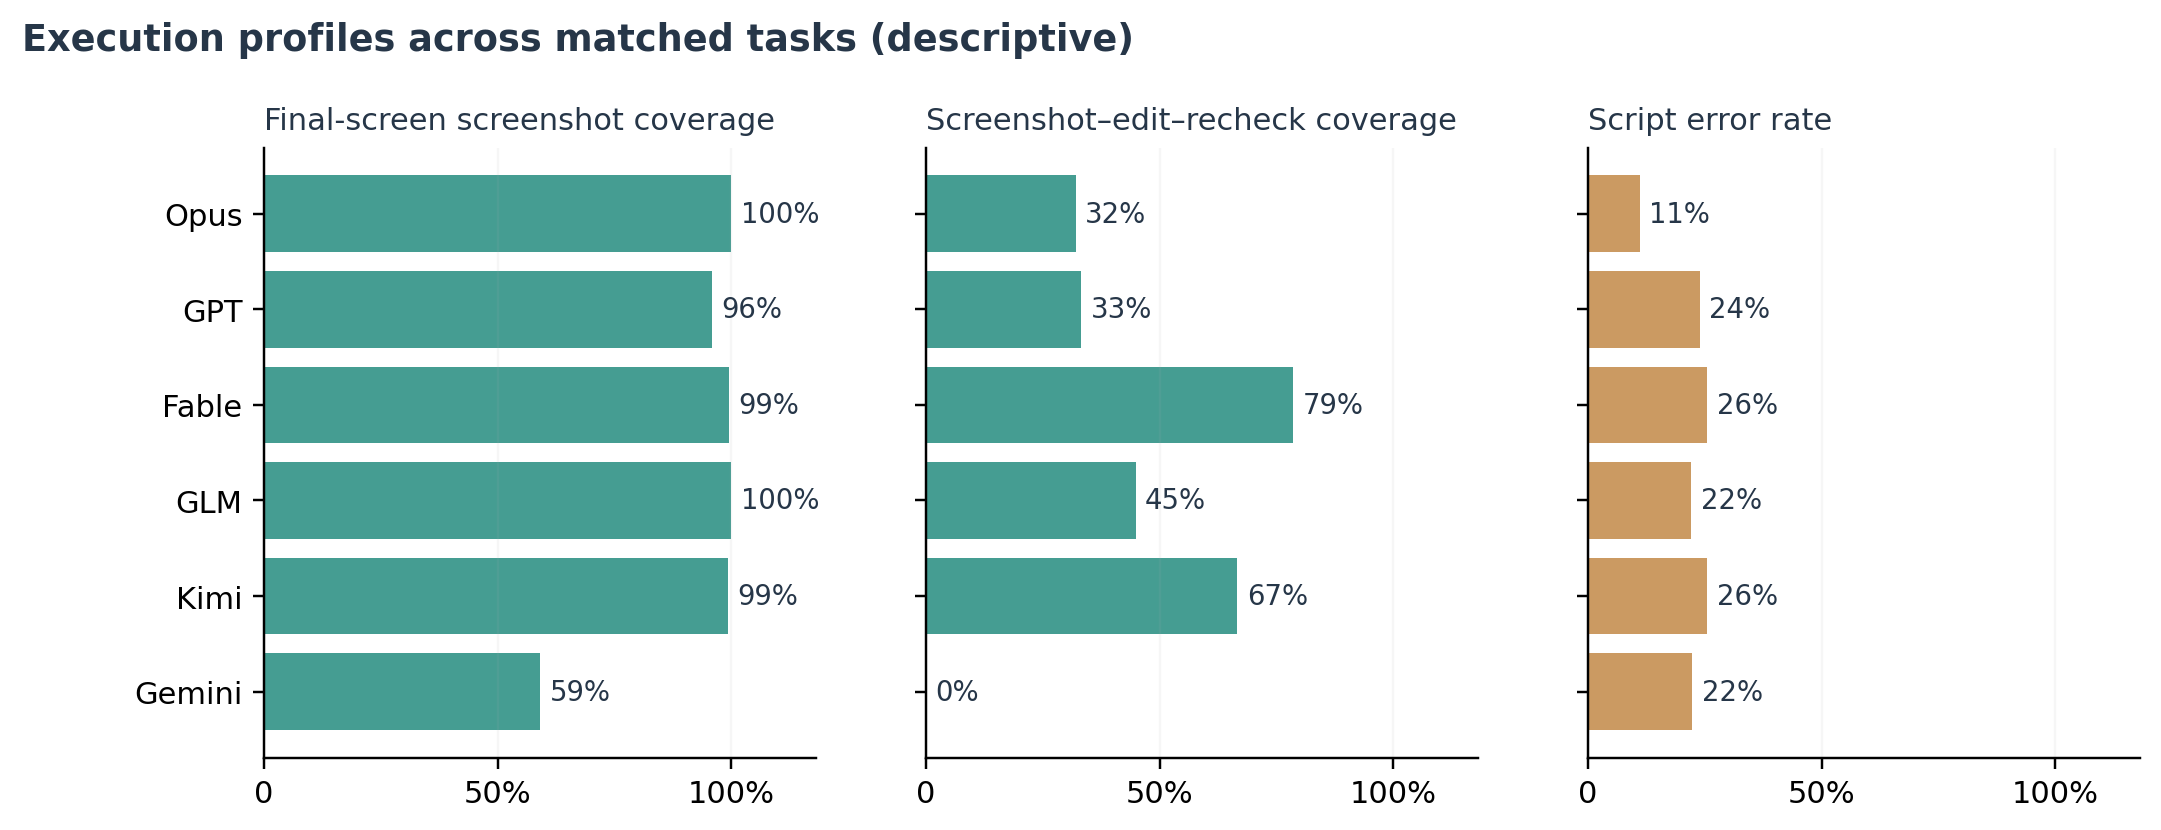 Execution profiles across matched tasks (descriptive)
Final-screen screenshot coverage
Screenshot–edit–recheck coverage
Script error rate
Opus 100% 32% 11%
GPT 96% 33% 24%
Fable 99% 79% 26%
GLM 100% 45% 22%
Kimi 99% 67% 26%
Gemini 59% 0% 22%
0 50% 100% 0 50% 100% 0 50% 100%